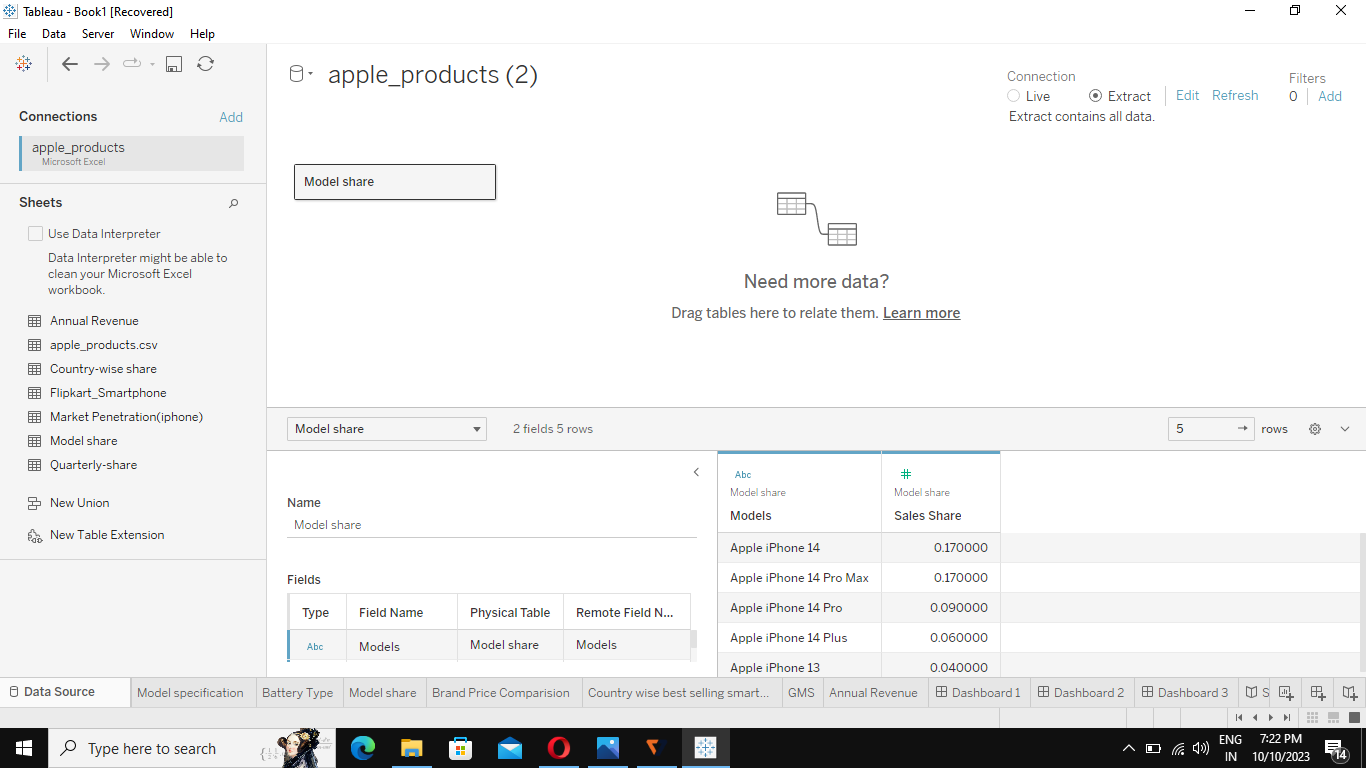 Tableau - Book1 [Recovered]
File Data Server Window Help
apple_products (2)
Connection
Live Extract Edit Refresh
Extract contains all data.
Filters
0 Add
Connections Add
apple_products
Microsoft Excel
Sheets
Use Data Interpreter
Data Interpreter might be able to
clean your Microsoft Excel
workbook.
Annual Revenue
apple_products.csv
Country-wise share
Flipkart_Smartphone
Market Penetration(iphone)
Model share
Quarterly-share
New Union
New Table Extension
Model share
Need more data?
Drag tables here to relate them. Learn more
Model share 2 fields 5 rows 5 rows
Name
Model share
Fields
Type Field Name Physical Table Remote Field N...
Abc Models Model share Models
Abc #
Model share Model share
Models Sales Share
Apple iPhone 14 0.170000
Apple iPhone 14 Pro Max 0.170000
Apple iPhone 14 Pro 0.090000
Apple iPhone 14 Plus 0.060000
Apple iPhone 13 0.040000
Data Source Model specification Battery Type Model share Brand Price Comparision Country wise best selling smart... GMS Annual Revenue Dashboard 1 Dashboard 2 Dashboard 3 S
Type here to search
ENG
IN
7:22 PM
10/10/2023
14